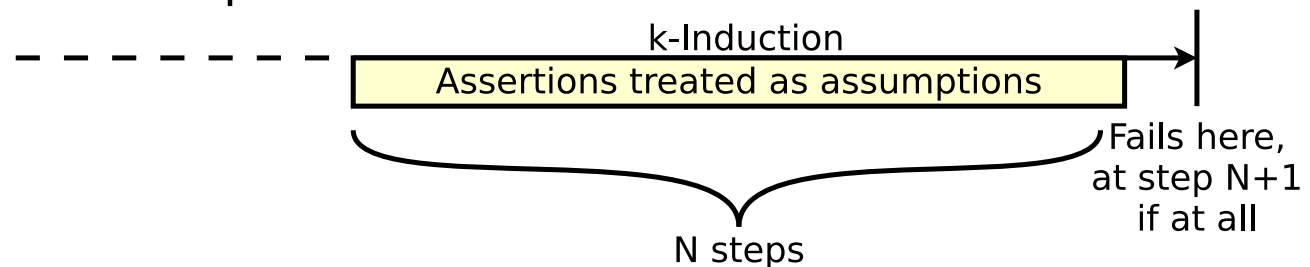 k-Induction
Assertions treated as assumptions
Fails here,
at step N+1
if at all
N steps